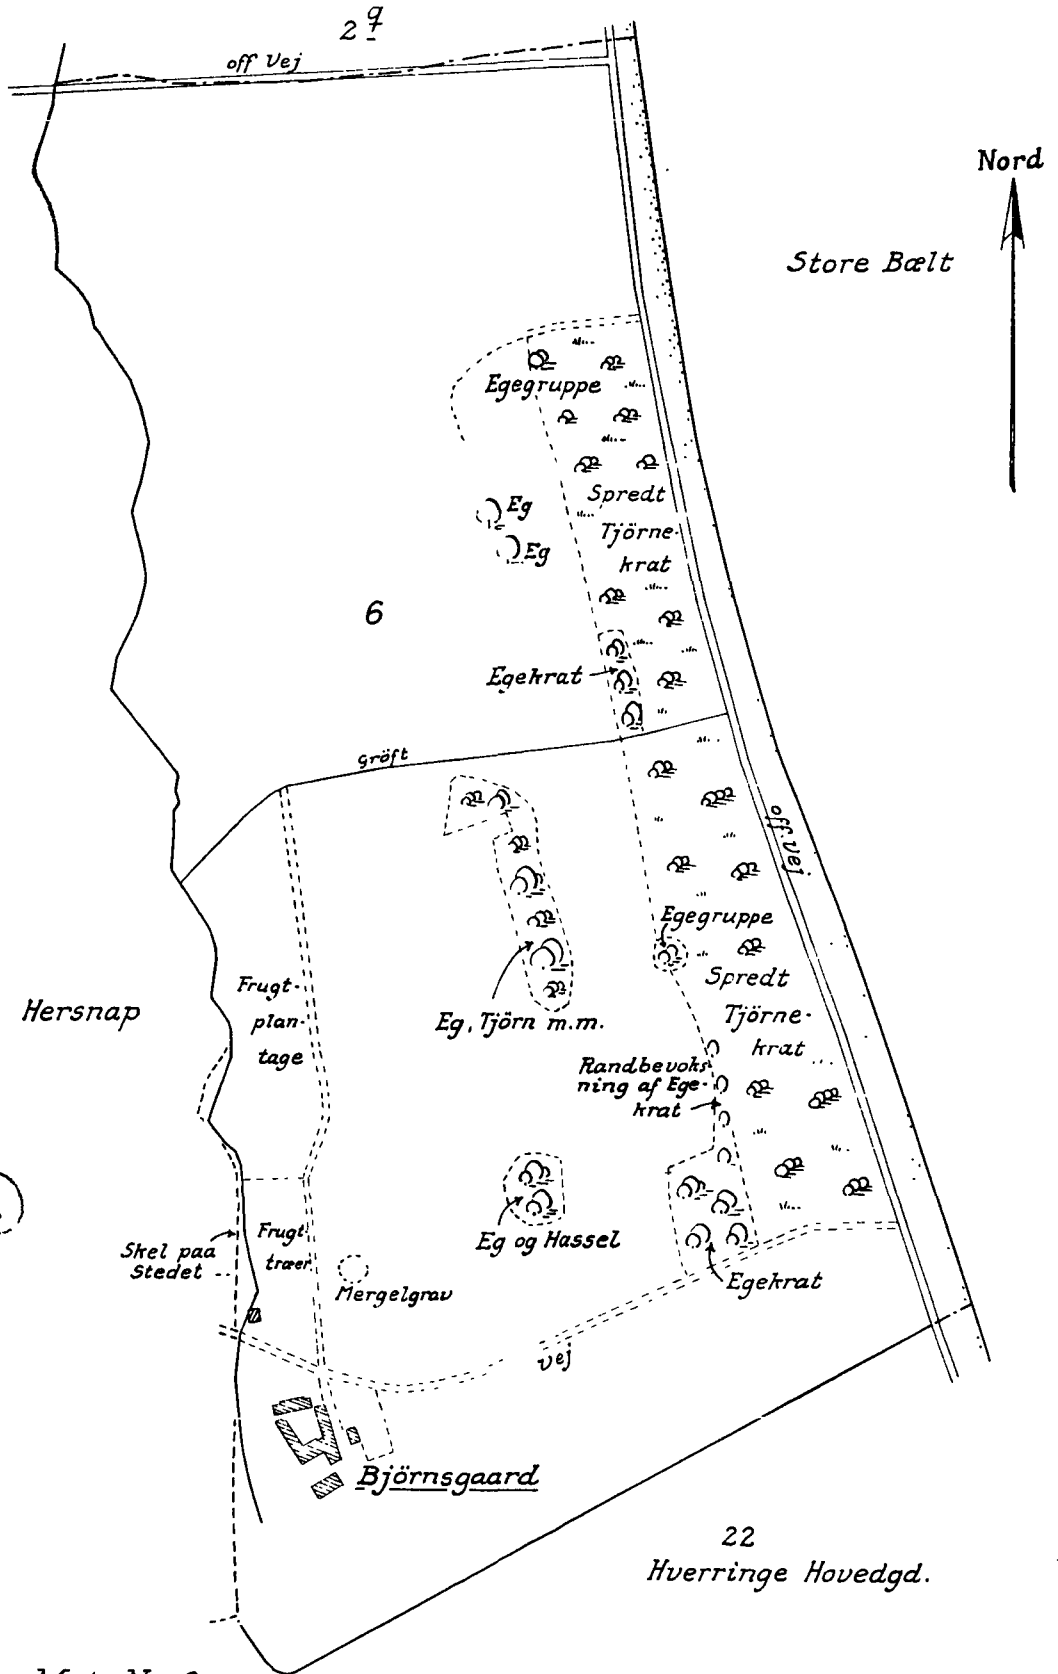 2 q
off Vej
Nord
Store Bælt
Egegruppe
Spredt
Tjörne-
krat
Eg
Eg
6
Egekrat
gröft
off. vej
Egegruppe
Spredt
Tjörne-
krat
Frugt-
plan-
tage
Hersnap
Eg, Tjörn m.m.
Randbevoks
ning af Ege-
krat
Skel paa
Stedet
Frugt
træer
Mergelgrav
Eg og Hassel
Egekrat
vej
Björnsgaard
22
Hverringe Hovedgd.